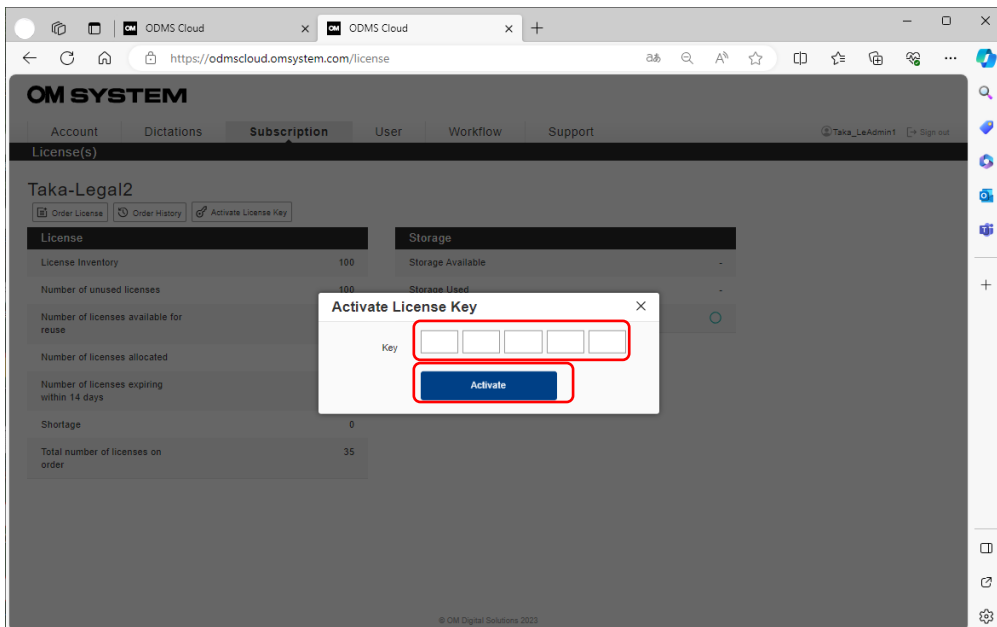 ODMS Cloud
ODMS Cloud
https://odmscloud.omsystem.com/license
OM SYSTEM
Account Dictations Subscription User Workflow Support Taka_LeAdmin1 Sign out
License(s)
Taka-Legal2
Order License Order History Activate License Key
License
License Inventory 100
Number of unused licenses 100
Number of licenses available for
reuse
Number of licenses allocated
Number of licenses expiring
within 14 days
Shortage 0
Total number of licenses on
order 35
Storage
Storage Available -
Storage Used -
Activate License Key
Key
Activate
© OM Digital Solutions 2023